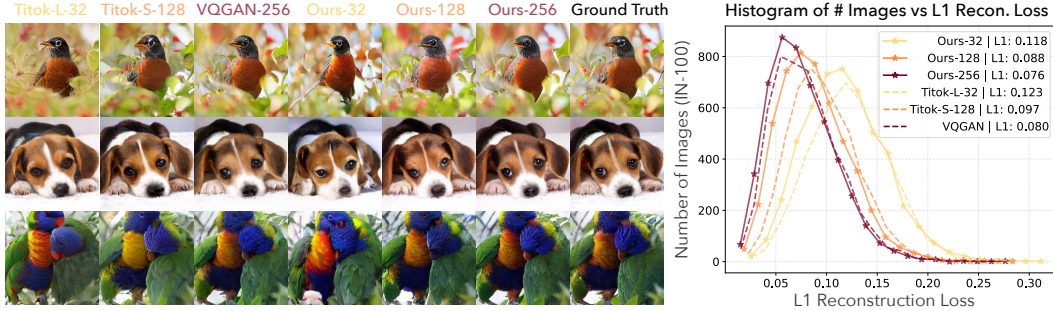 Titok-L-32 Titok-S-128 VQGAN-256 Ours-32 Ours-128 Ours-256 Ground Truth
Histogram of # Images vs L1 Recon. Loss
Number of Images (IN-100)
800
600
400
200
0
Ours-32 | L1: 0.118
Ours-128 | L1: 0.088
Ours-256 | L1: 0.076
Titok-L-32 | L1: 0.123
Titok-S-128 | L1: 0.097
VQGAN | L1: 0.080
0.05 0.10 0.15 0.20 0.25 0.30
L1 Reconstruction Loss